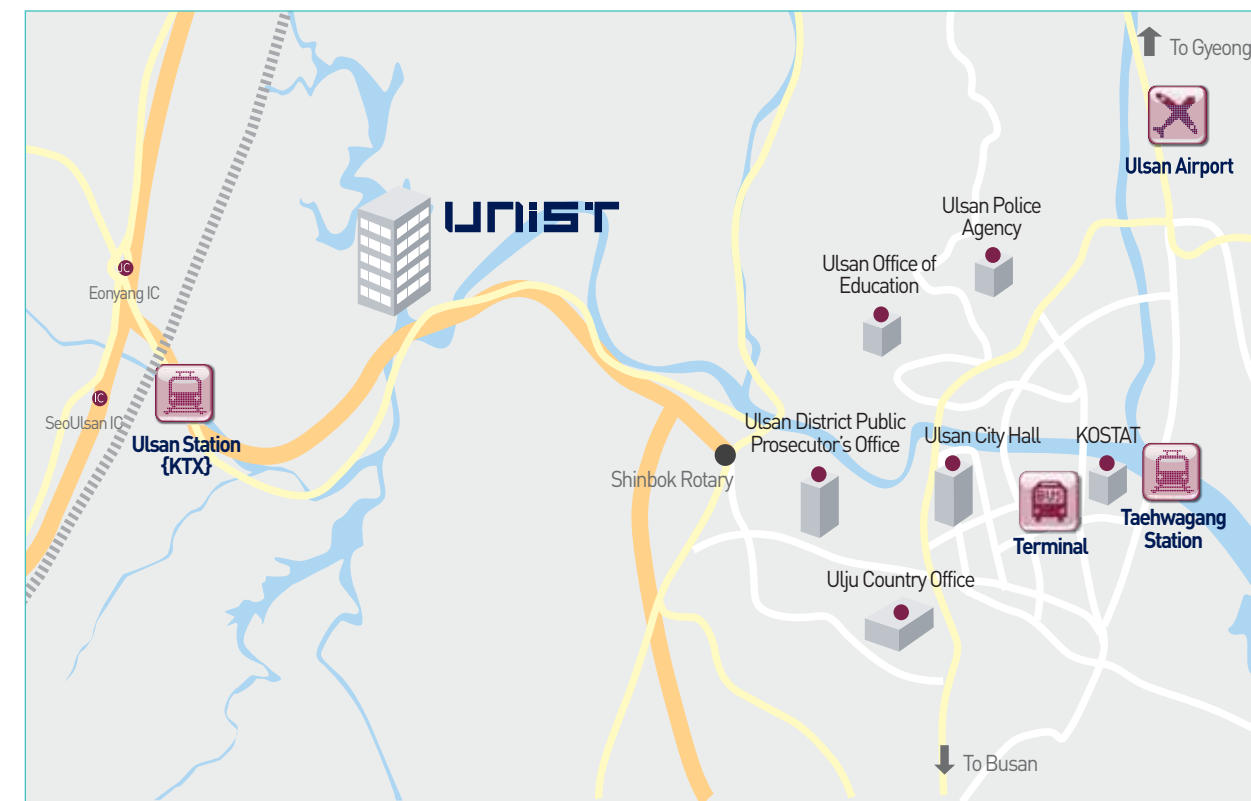 To Gyeong
Ulsan Airport
UNIST
Ulsan Police
Agency
Ulsan Office of
Education
JC
Eonyang IC
IC
SeoUlsan IC
Ulsan Station
{KTX}
Shinbok Rotary
Ulsan District Public
Prosecutor's Office
Ulsan City Hall
KOSTAT
BUS
Terminal
Taehwagang
Station
Ulju Country Office
To Busan